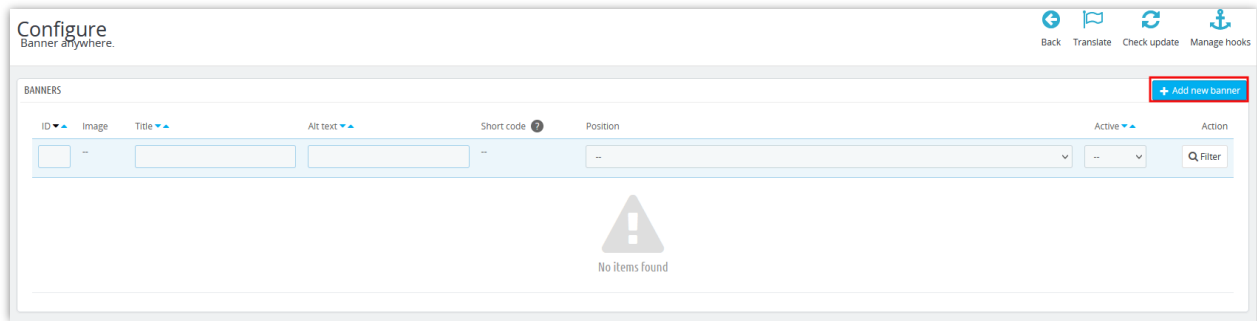 Configure
Banner anywhere.
Back Translate Check update Manage hooks
BANNERS
Add new banner
ID Image Title Alt text Short code ? Position Active Action
-- -- -- -- Filter
No items found